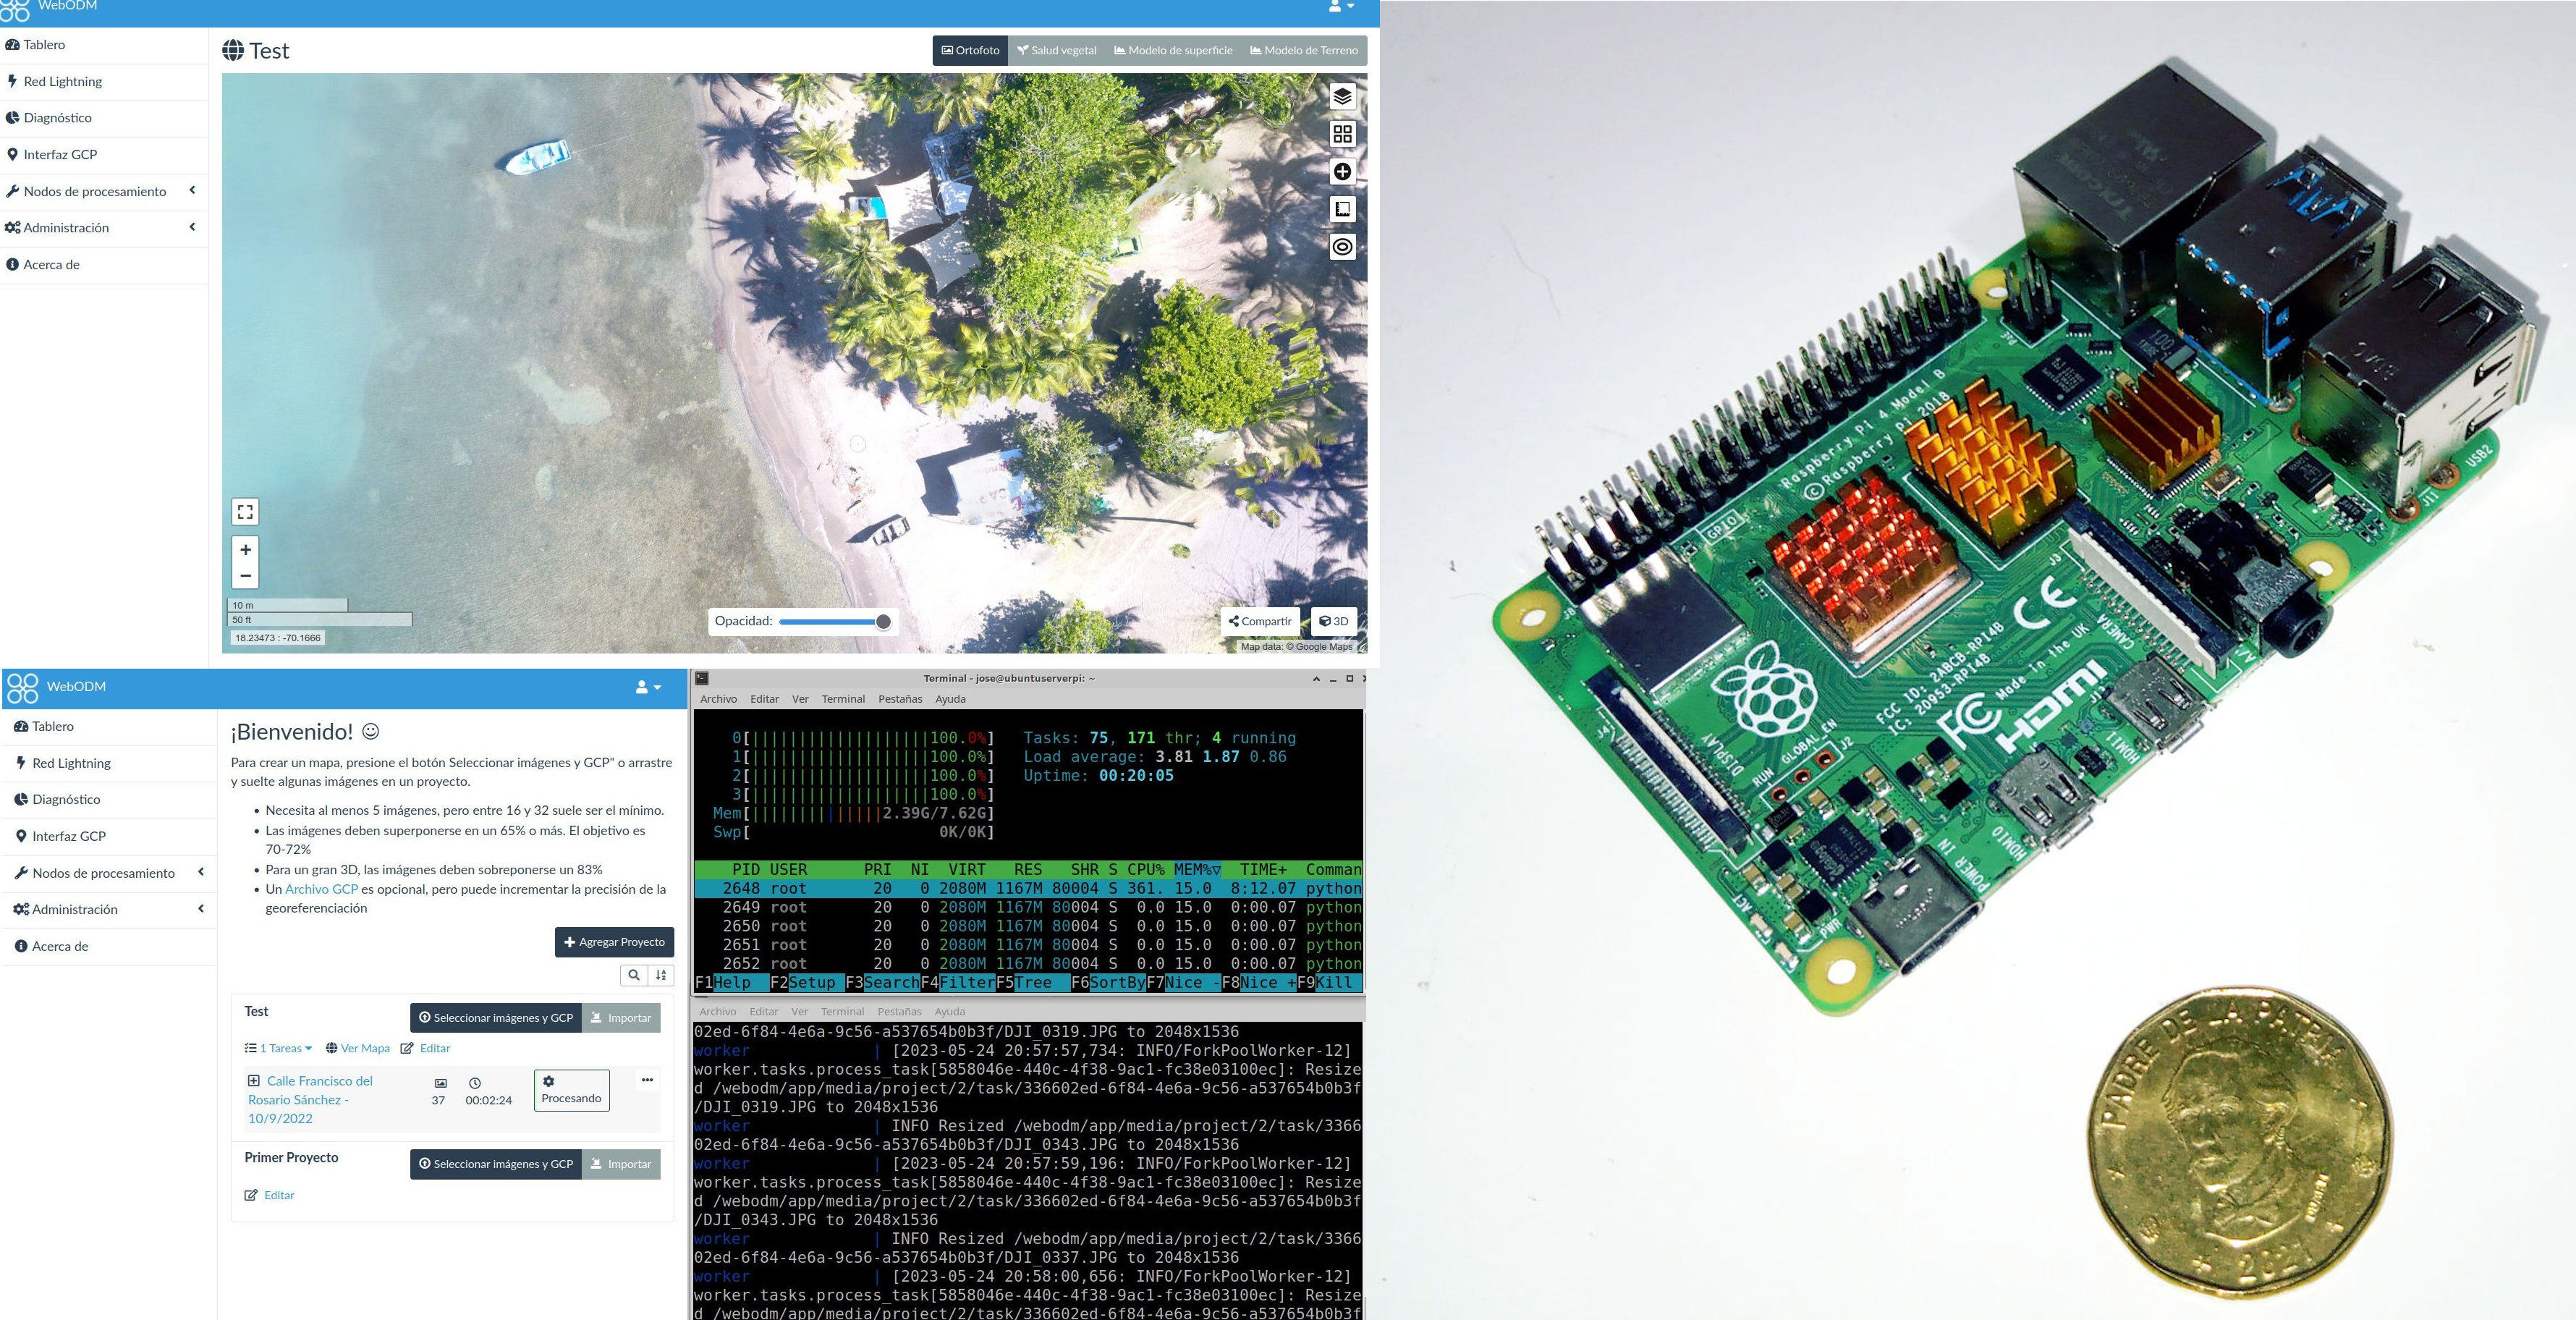 WebODM
Tablero
Red Lightning
Diagnóstico
Interfaz GCP
Nodos de procesamiento
Administración
Acerca de
Test
Ortofoto
Salud vegetal
Modelo de superficie
Modelo de Terreno
10 m
50 ft
18.23473 : -70.1666
Opacidad:
Compartir
3D
Map data: © Google Maps
WebODM
Tablero
Red Lightning
Diagnóstico
Interfaz GCP
Nodos de procesamiento
Administración
Acerca de
¡Bienvenido!
Para crear un mapa, presione el botón Seleccionar imágenes y GCP" o arrastre
y suelte algunas imágenes en un proyecto.
Necesita al menos 5 imágenes, pero entre 16 y 32 suele ser el mínimo.
Las imágenes deben superponerse en un 65% o más. El objetivo es
70-72%
Para un gran 3D, las imágenes deben sobreponerse un 83%
Un Archivo GCP es opcional, pero puede incrementar la precisión de la
georeferenciación
Agregar Proyecto
Test
Seleccionar imágenes y GCP
Importar
1 Tareas
Ver Mapa
Editar
Calle Francisco del
Rosario Sánchez -
10/9/2022
37
00:02:24
Procesando
Primer Proyecto
Seleccionar imágenes y GCP
Importar
Editar
Terminal - jose@ubuntuserverpi: ~
Archivo Editar Ver Terminal Pestañas Ayuda
0[||||||||||||||||||||100.0%] Tasks: 75, 171 thr; 4 running
1[||||||||||||||||||||100.0%] Load average: 3.81 1.87 0.86
2[||||||||||||||||||||100.0%] Uptime: 00:20:05
3[||||||||||||||||||||100.0%]
Mem[||||||||||||||2.39G/7.62G]
Swp[ 0K/0K]
PID USER PRI NI VIRT RES SHR S CPU% MEM%▽ TIME+ Comman
2648 root 20 0 2080M 1167M 80004 S 361. 15.0 8:12.07 python
2649 root 20 0 2080M 1167M 80004 S 0.0 15.0 0:00.07 python
2650 root 20 0 2080M 1167M 80004 S 0.0 15.0 0:00.07 python
2651 root 20 0 2080M 1167M 80004 S 0.0 15.0 0:00.07 python
2652 root 20 0 2080M 1167M 80004 S 0.0 15.0 0:00.07 python
F1Help F2Setup F3SearchF4FilterF5Tree F6SortByF7Nice -F8Nice +F9Kill
Archivo Editar Ver Terminal Pestañas Ayuda
02ed-6f84-4e6a-9c56-a537654b0b3f/DJI_0319.JPG to 2048x1536
worker | [2023-05-24 20:57:57,734: INFO/ForkPoolWorker-12]
worker.tasks.process_task[5858046e-440c-4f38-9ac1-fc38e03100ec]: Resize
d /webodm/app/media/project/2/task/336602ed-6f84-4e6a-9c56-a537654b0b3f
/DJI_0319.JPG to 2048x1536
worker | INFO Resized /webodm/app/media/project/2/task/3366
02ed-6f84-4e6a-9c56-a537654b0b3f/DJI_0343.JPG to 2048x1536
worker | [2023-05-24 20:57:59,196: INFO/ForkPoolWorker-12]
worker.tasks.process_task[5858046e-440c-4f38-9ac1-fc38e03100ec]: Resize
d /webodm/app/media/project/2/task/336602ed-6f84-4e6a-9c56-a537654b0b3f
/DJI_0343.JPG to 2048x1536
worker | INFO Resized /webodm/app/media/project/2/task/3366
02ed-6f84-4e6a-9c56-a537654b0b3f/DJI_0337.JPG to 2048x1536
worker | [2023-05-24 20:58:00,656: INFO/ForkPoolWorker-12]
worker.tasks.process_task[5858046e-440c-4f38-9ac1-fc38e03100ec]: Resize
d /webodm/app/media/project/2/task/336602ed-6f84-4e6a-9c56-a537654b0b3f
Raspberry Pi 4 Model B
©Raspberry Pi 2018
GPIO
PoE
USB2
J11
J3
CE
CAMERA
A/V
FCC ID: 2ABCB-RPI4B
IC: 20953-RPI4B
Made in the UK
FC
HDMI
HDMI1
HDMI0
DISPLAY
J4
RUN
GLOBAL_EN
J2
POWER IN
ACT
PWR
PADRE DE LA PATRIA